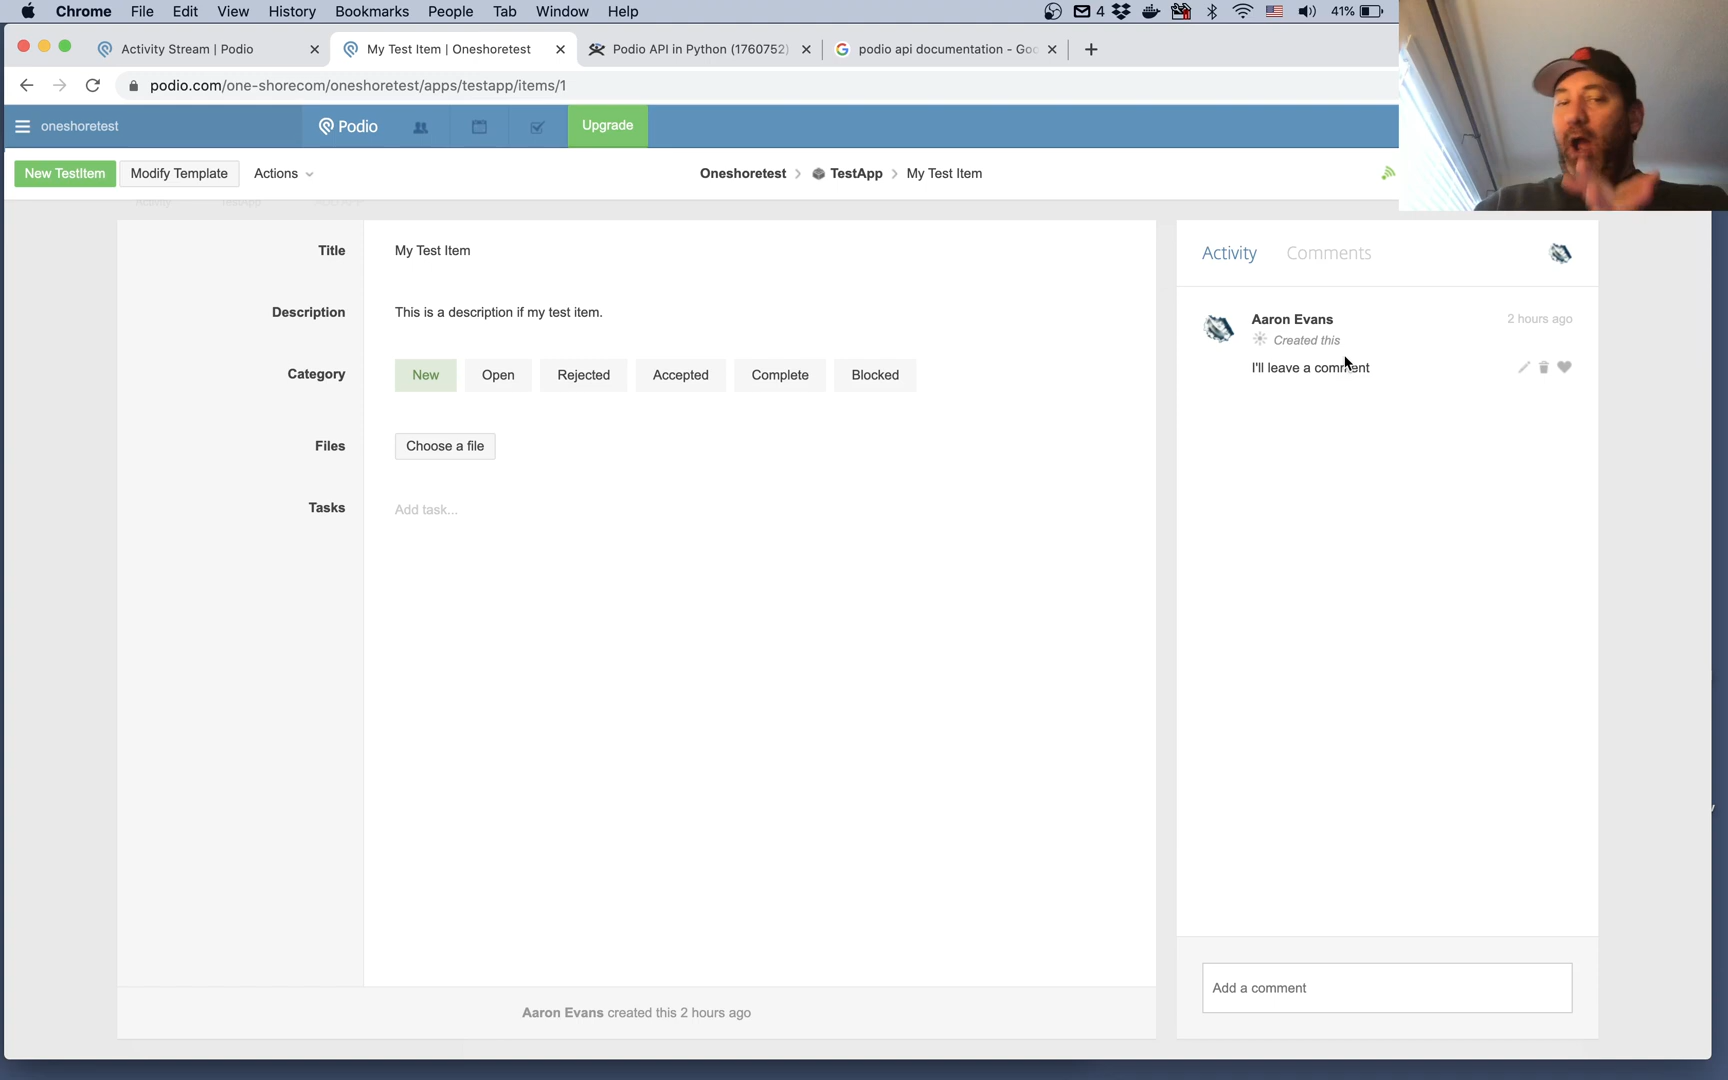 Chrome File Edit View History Bookmarks People Tab Window Help 4 41%
Activity Stream | Podio My Test Item | Oneshoretest Podio API in Python (1760752) podio api documentation - Goo
podio.com/one-shorecom/oneshoretest/apps/testapp/items/1
oneshoretest Podio Upgrade
New TestItem Modify Template Actions Oneshoretest > TestApp > My Test Item
Title My Test Item
Description This is a description if my test item.
Category New Open Rejected Accepted Complete Blocked
Files Choose a file
Tasks Add task...
Aaron Evans created this 2 hours ago
Activity Comments
Aaron Evans 2 hours ago
Created this
I'll leave a comment
Add a comment